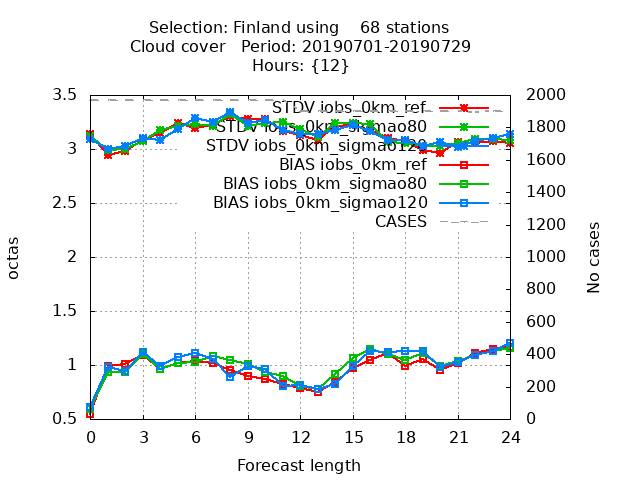 Selection: Finland using 68 stations
Cloud cover Period: 20190701-20190729
Hours: {12}
3.5
3
2.5
2
1.5
1
0.5
octas
2000
1800
1600
1400
1200
1000
800
600
400
200
0
No cases
STDV iobs_0km_ref
STDV iobs_0km_sigmao80
STDV iobs_0km_sigmao120
BIAS iobs_0km_ref
BIAS iobs_0km_sigmao80
BIAS iobs_0km_sigmao120
CASES
0 3 6 9 12 15 18 21 24
Forecast length